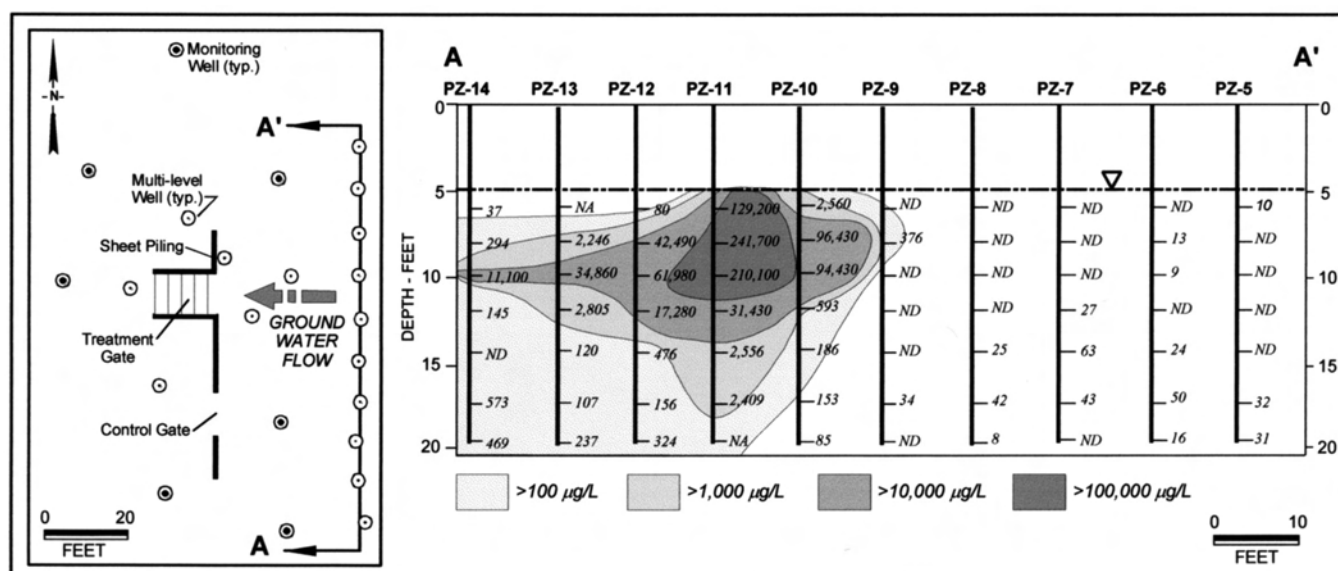 Monitoring
Well (typ.)
-N-
A'
Multi-level
Well (typ.)
Sheet Piling
GROUND
WATER
FLOW
Treatment
Gate
Control Gate
0 20
FEET
A
A A'
PZ-14 PZ-13 PZ-12 PZ-11 PZ-10 PZ-9 PZ-8 PZ-7 PZ-6 PZ-5
0 0
5 5
37 NA 80 129,200 2,560 ND ND ND ND 10
294 2,246 42,490 241,700 96,430 376 ND ND 13 ND
10 11,100 34,860 61,980 210,100 94,430 ND ND ND 9 ND 10
145 2,805 17,280 31,430 593 ND ND 27 ND ND
ND 120 476 2,556 186 ND 25 63 24 ND
15 15
573 107 156 2,409 153 34 42 43 50 32
20 469 237 324 NA 85 ND 8 ND 16 31 20
DEPTH - FEET
>100 µg/L >1,000 µg/L >10,000 µg/L >100,000 µg/L
0 10
FEET